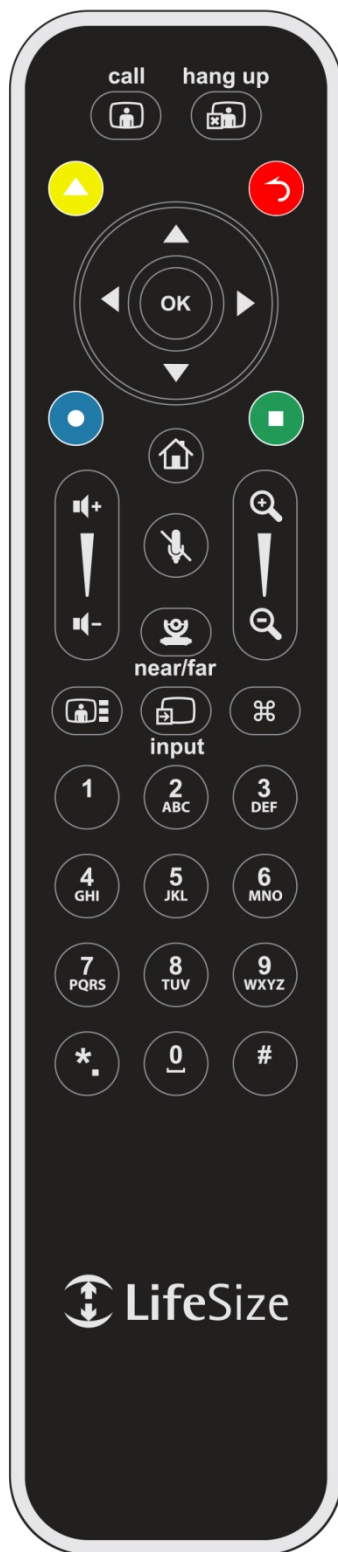 call hang up
OK
near/far
input
1 2 3
ABC DEF
4 5 6
GHI JKL MNO
7 8 9
PQRS TUV WXYZ
*. 0 #
LifeSize